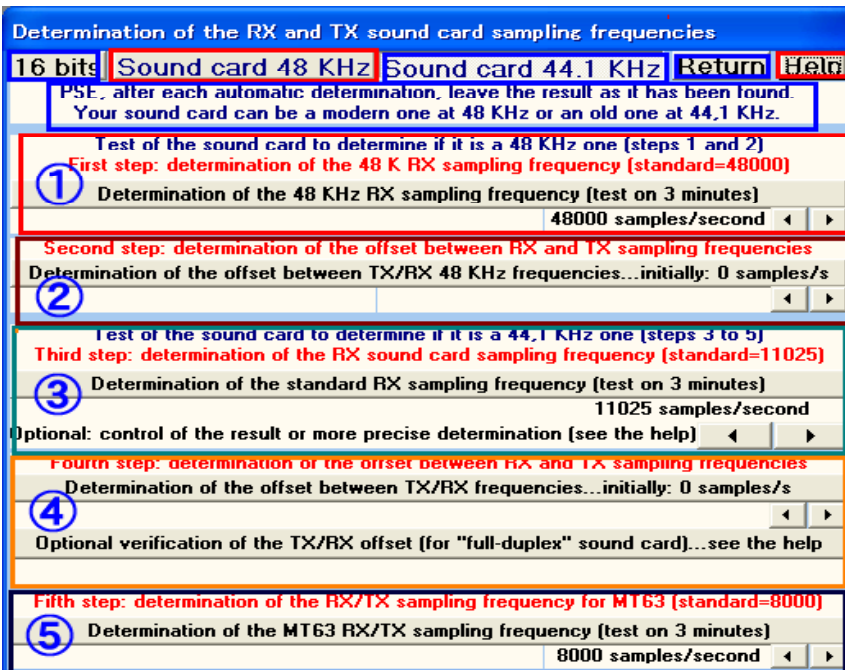 Determination of the RX and TX sound card sampling frequencies
16 bits Sound card 48 KHz Sound card 44.1 KHz Return Help
PSE, after each automatic determination, leave the result as it has been found.
Your sound card can be a modern one at 48 KHz or an old one at 44,1 KHz.
Test of the sound card to determine if it is a 48 KHz one (steps 1 and 2)
First step: determination of the 48 K RX sampling frequency (standard=48000)
①
Determination of the 48 KHz RX sampling frequency (test on 3 minutes)
48000 samples/second
Second step: determination of the offset between RX and TX sampling frequencies
Determination of the offset between TX/RX 48 KHz frequencies...initially: 0 samples/s
②
Test of the sound card to determine if it is a 44,1 KHz one (steps 3 to 5)
Third step: determination of the RX sound card sampling frequency (standard=11025)
③
Determination of the standard RX sampling frequency (test on 3 minutes)
11025 samples/second
Optional: control of the result or more precise determination (see the help)
Fourth step: determination of the offset between RX and TX sampling frequencies
Determination of the offset between TX/RX frequencies...initially: 0 samples/s
④
Optional verification of the TX/RX offset (for "full-duplex" sound card)...see the help
Fifth step: determination of the RX/TX sampling frequency for MT63 (standard=8000)
⑤
Determination of the MT63 RX/TX sampling frequency (test on 3 minutes)
8000 samples/second